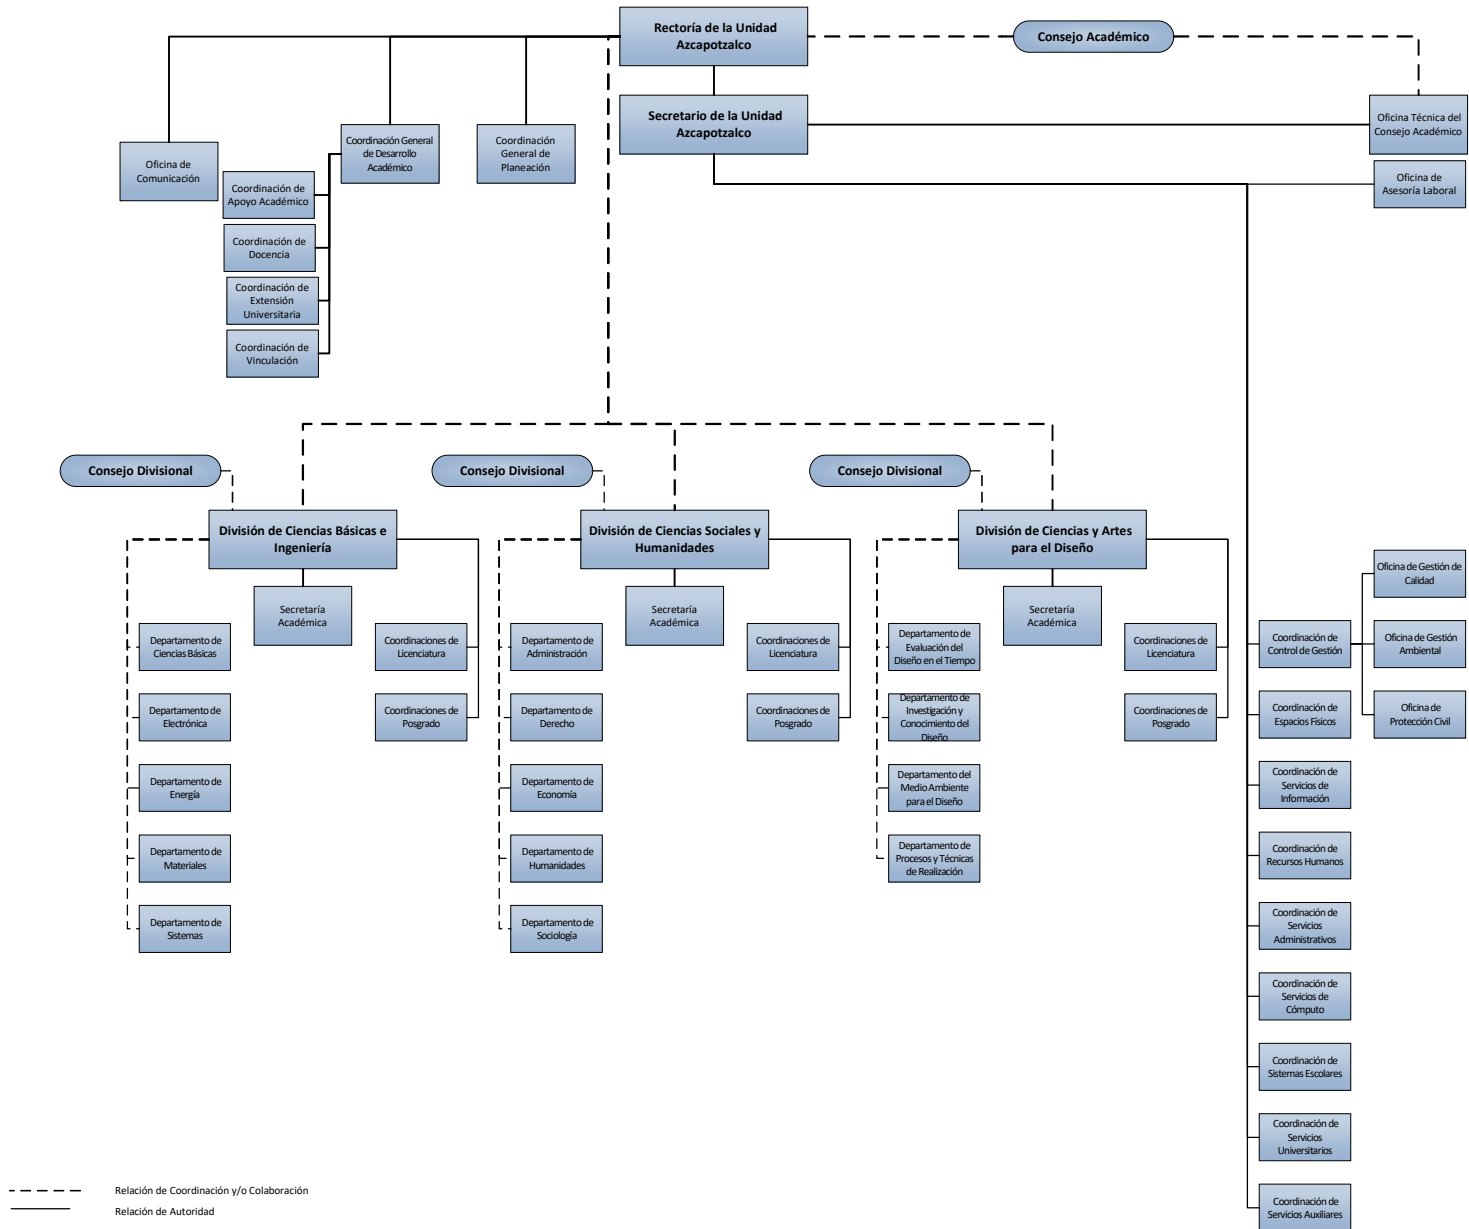 Rectoría de la Unidad
Azcapotzalco
Consejo Académico
Secretario de la Unidad
Azcapotzalco
Oficina Técnica del
Consejo Académico
Oficina de
Asesoría Laboral
Oficina de
Comunicación
Coordinación General
de Desarrollo
Académico
Coordinación
General de
Planeación
Coordinación de
Apoyo Académico
Coordinación de
Docencia
Coordinación de
Extensión
Universitaria
Coordinación de
Vinculación
Consejo Divisional
División de Ciencias Básicas e
Ingeniería
Secretaría
Académica
Departamento de
Ciencias Básicas
Departamento de
Electrónica
Departamento de
Energía
Departamento de
Materiales
Departamento de
Sistemas
Coordinaciones de
Licenciatura
Coordinaciones de
Posgrado
Consejo Divisional
División de Ciencias Sociales y
Humanidades
Secretaría
Académica
Departamento de
Administración
Departamento de
Derecho
Departamento de
Economía
Departamento de
Humanidades
Departamento de
Sociología
Coordinaciones de
Licenciatura
Coordinaciones de
Posgrado
Consejo Divisional
División de Ciencias y Artes
para el Diseño
Secretaría
Académica
Departamento de
Evaluación del
Diseño en el Tiempo
Departamento de
Investigación y
Conocimiento del
Diseño
Departamento del
Medio Ambiente
para el Diseño
Departamento de
Procesos y Técnicas
de Realización
Coordinaciones de
Licenciatura
Coordinaciones de
Posgrado
Coordinación de
Control de Gestión
Oficina de Gestión de
Calidad
Oficina de Gestión
Ambiental
Oficina de
Protección Civil
Coordinación de
Espacios Físicos
Coordinación de
Servicios de
Información
Coordinación de
Recursos Humanos
Coordinación de
Servicios
Administrativos
Coordinación de
Servicios de
Cómputo
Coordinación de
Sistemas Escolares
Coordinación de
Servicios
Universitarios
Coordinación de
Servicios Auxiliares
Relación de Coordinación y/o Colaboración
Relación de Autoridad